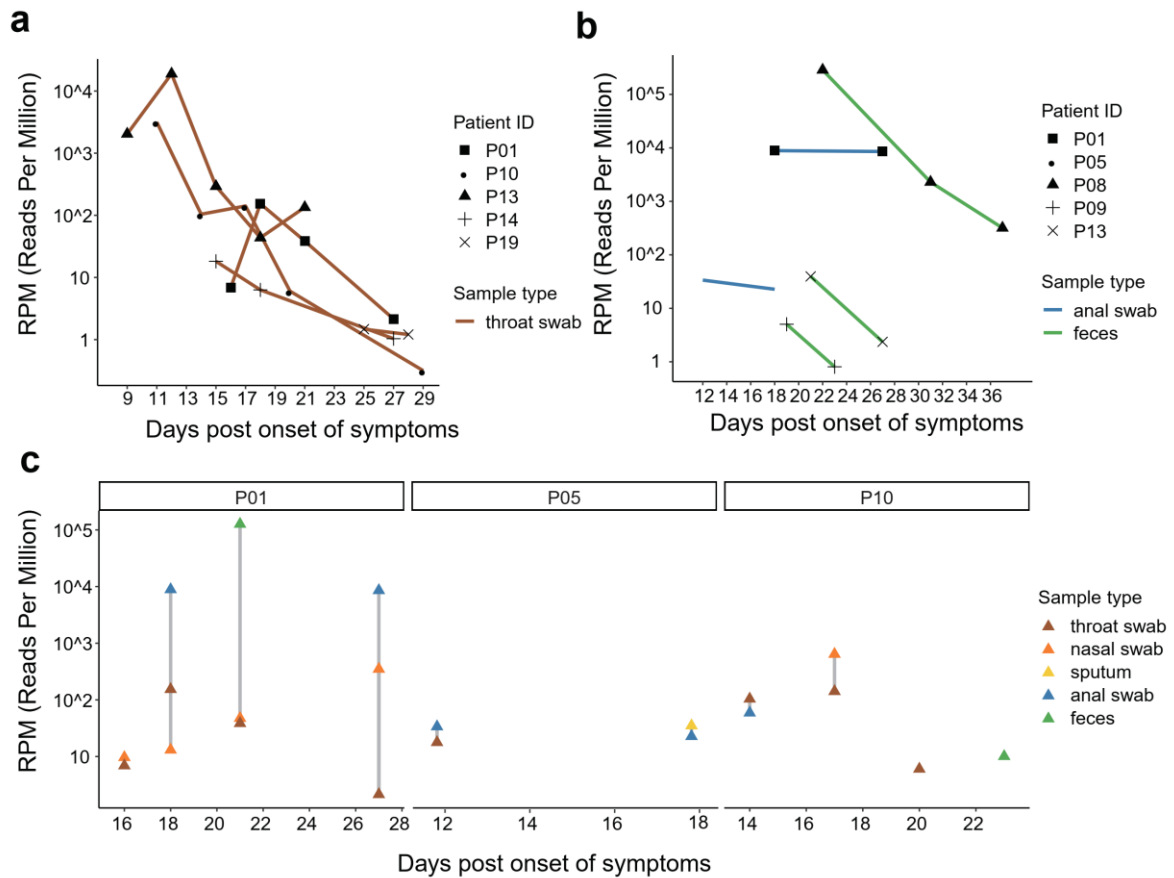 a
RPM (Reads Per Million)
10^4
10^3
10^2
10
1
9 11 13 15 17 19 21 23 25 27 29
Days post onset of symptoms
Patient ID
P01
P10
P13
P14
P19
Sample type
throat swab
b
RPM (Reads Per Million)
10^5
10^4
10^3
10^2
10
1
12 14 16 18 20 22 24 26 28 30 32 34 36
Days post onset of symptoms
Patient ID
P01
P05
P08
P09
P13
Sample type
anal swab
feces
c
P01 P05 P10
RPM (Reads Per Million)
10^5
10^4
10^3
10^2
10
16 18 20 22 24 26 28 12 14 16 18 14 16 18 20 22
Days post onset of symptoms
Sample type
throat swab
nasal swab
sputum
anal swab
feces